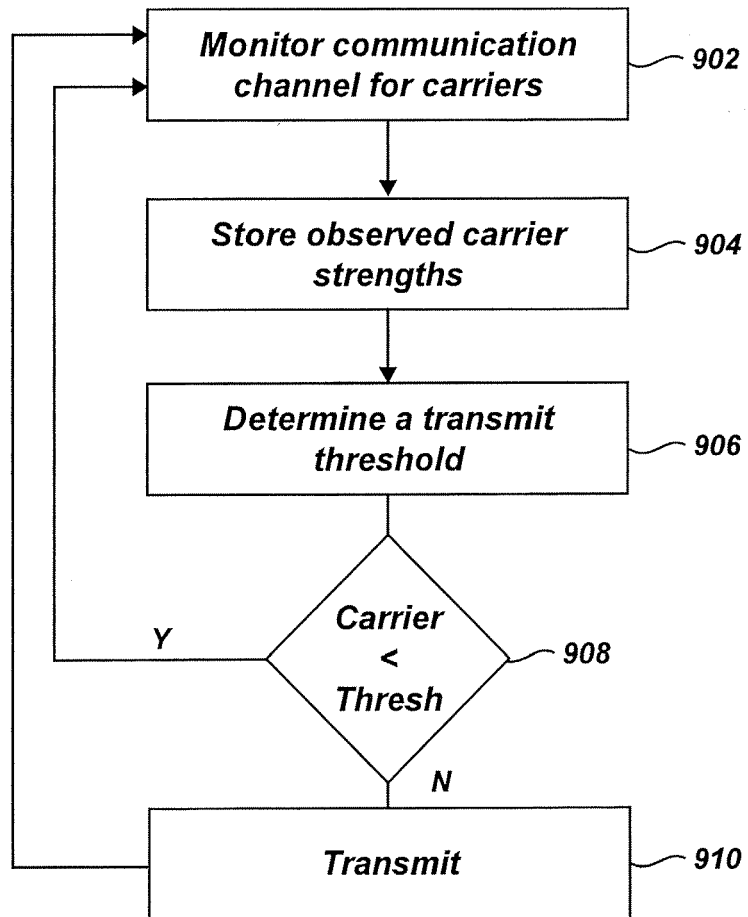 Monitor communication
channel for carriers
902
Store observed carrier
strengths
904
Determine a transmit
threshold
906
Carrier
<
Thresh
908
Y
N
Transmit
910